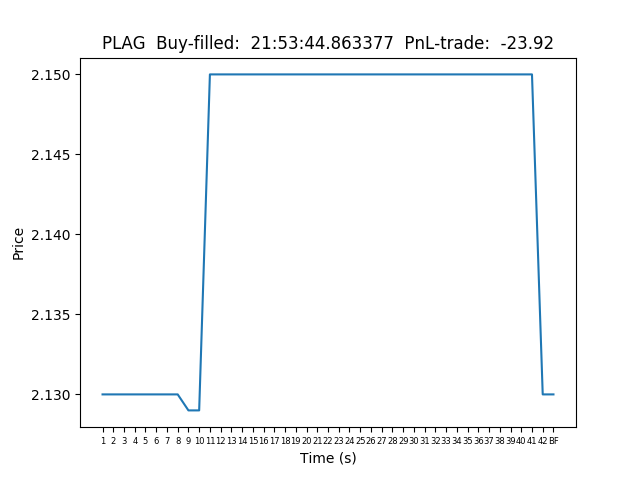 PLAG  Buy-filled:  21:53:44.863377  PnL-trade:  -23.92
2.150
2.145
2.140
2.135
2.130
Price
1 2 3 4 5 6 7 8 9 10 11 12 13 14 15 16 17 18 19 20 21 22 23 24 25 26 27 28 29 30 31 32 33 34 35 36 37 38 39 40 41 42 BF
Time (s)